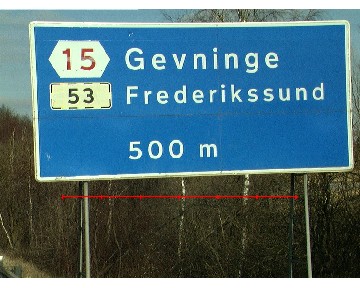 15 Gevninge
53 Frederikssund
500 m